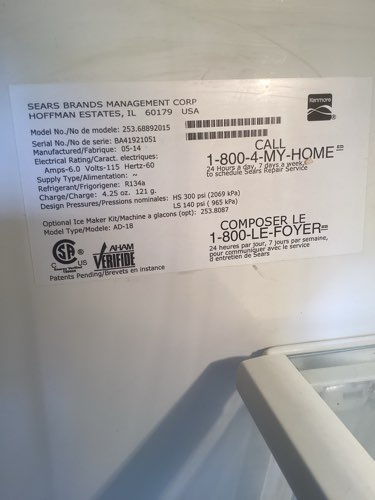 SEARS BRANDS MANAGEMENT CORP
HOFFMAN ESTATES, IL 60179 USA
Kenmore
Model No./No de modele: 253.68892015
Serial No./No de serie: BA41921051
Manufactured/Fabrique: 05-14
Electrical Rating/Caract. electriques:
Amps-6.0 Volts-115 Hertz-60
Supply Type/Alimentation: ~
Refrigerant/Frigorigene: R134a
Charge/Charge: 4.25 oz. 121 g.
Design Pressures/Pressions nominales: HS 300 psi (2069 kPa)
LS 140 psi ( 965 kPa)
Optional Ice Maker Kit/Machine a glacons (opt): 253.8087
Model Type/Modele: AD-18
CALL
1-800-4-MY-HOME
24 Hours a day, 7 days a week,
to schedule Sears Repair Service
COMPOSER LE
1-800-LE-FOYER
24 heures par jour, 7 jours par semaine,
pour communiquer avec le service
d entretien de Sears
SA
C US
AHAM
VERIFIDE
Patents Pending/Brevets en instance